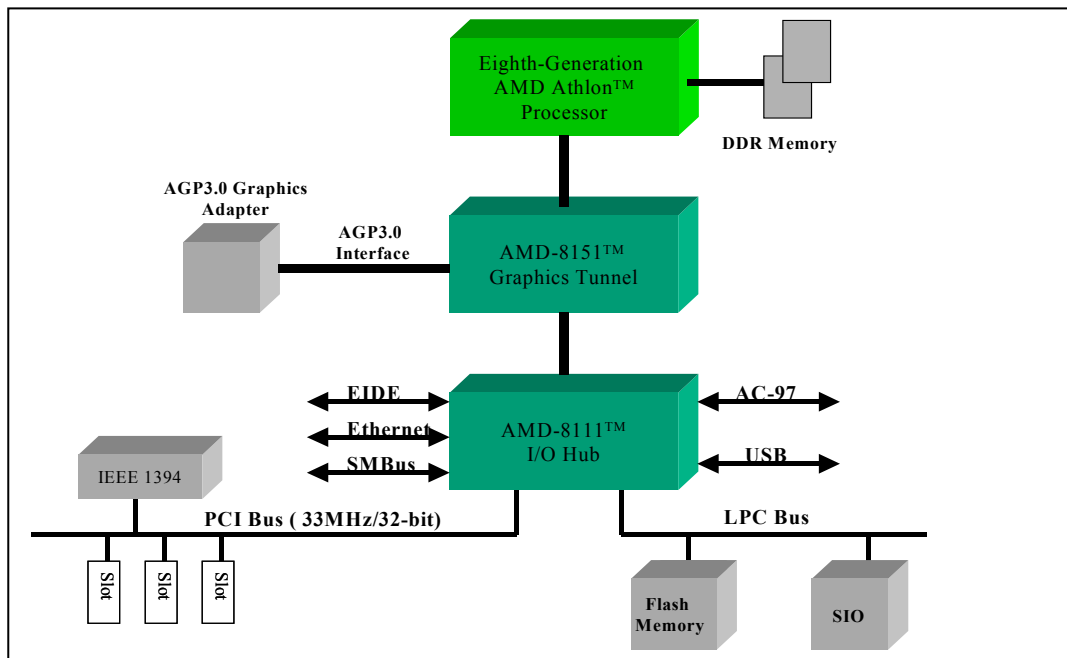 Eighth-Generation
AMD Athlon™
Processor
DDR Memory
AGP3.0 Graphics
Adapter
AGP3.0
Interface
AMD-8151™
Graphics Tunnel
EIDE
Ethernet
SMBus
AMD-8111™
I/O Hub
AC-97
USB
IEEE 1394
PCI Bus ( 33MHz/32-bit)
LPC Bus
Slot
Slot
Slot
Flash
Memory
SIO